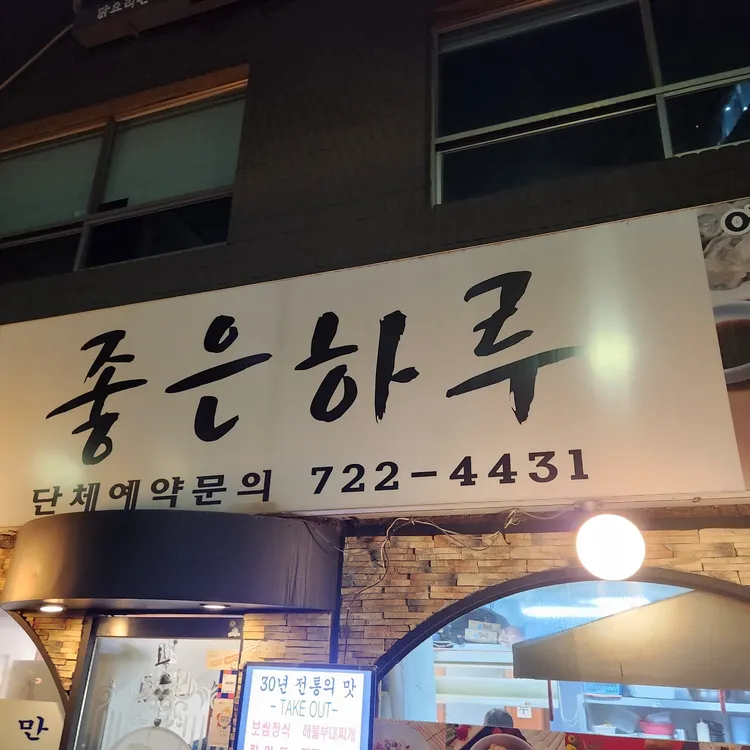 좋은하루
단체예약문의 722-4431
30년 전통의 맛
-TAKE OUT-
보쌈정식 해물부대찌개
만